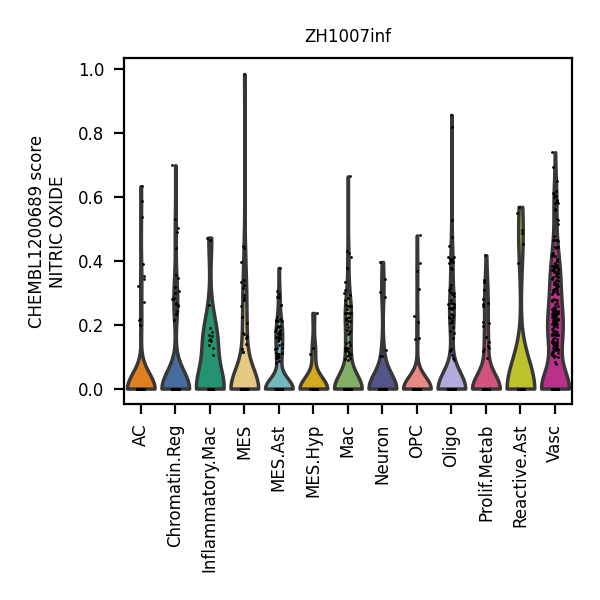 ZH1007inf
CHEMBL1200689 score
NITRIC OXIDE
1.0
0.8
0.6
0.4
0.2
0.0
AC
Chromatin.Reg
Inflammatory.Mac
MES
MES.Ast
MES.Hyp
Mac
Neuron
OPC
Oligo
Prolif.Metab
Reactive.Ast
Vasc